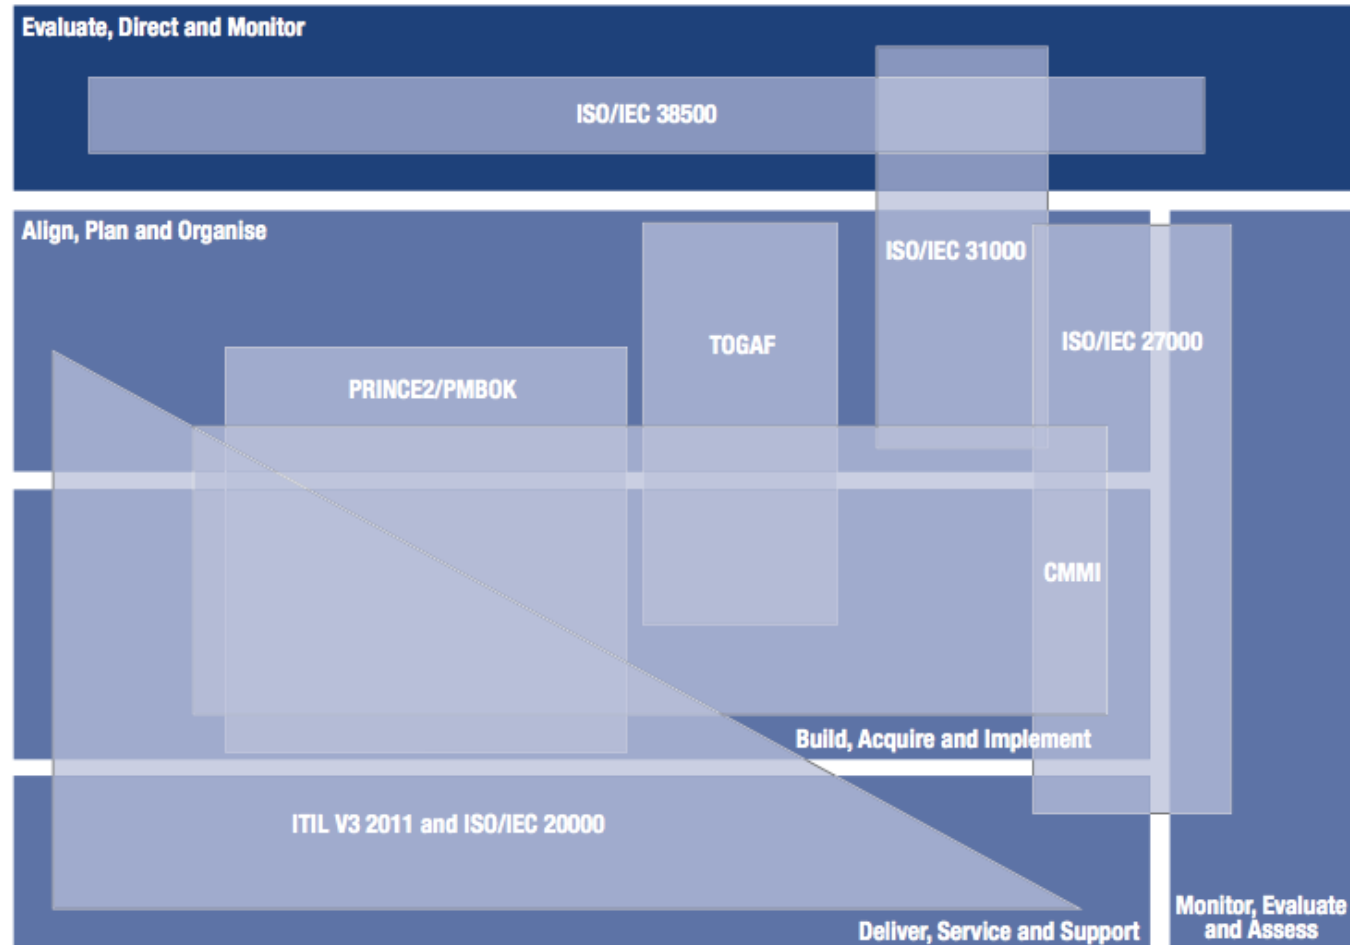 Evaluate, Direct and Monitor
ISO/IEC 38500
Align, Plan and Organise
ISO/IEC 31000
TOGAF
ISO/IEC 27000
PRINCE2/PMBOK
CMMI
Build, Acquire and Implement
ITIL V3 2011 and ISO/IEC 20000
Deliver, Service and Support
Monitor, Evaluate
and Assess